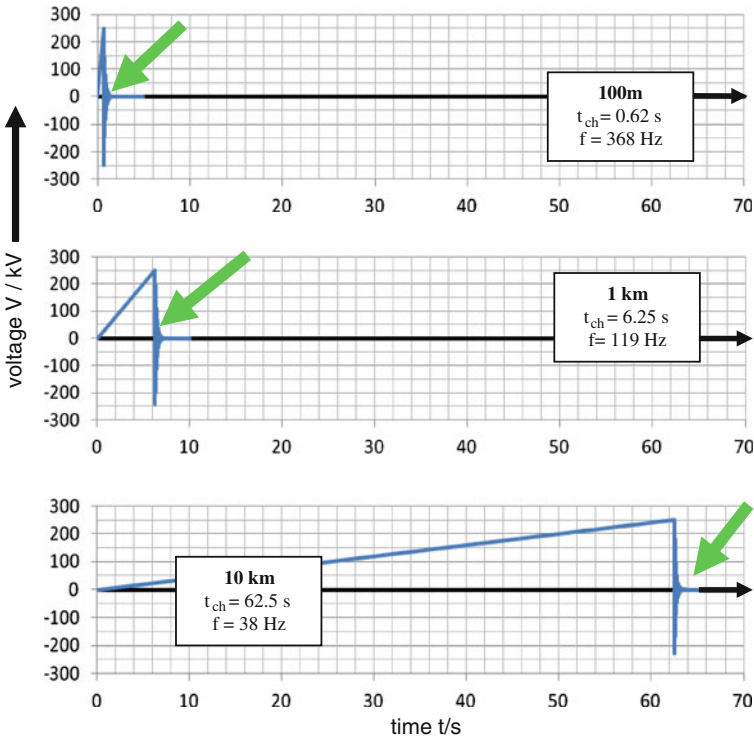 300
200
100
0
-100
-200
-300
0 10 20 30 40 50 60 70
100m
t_ch = 0.62 s
f = 368 Hz
voltage V / kV
300
200
100
0
-100
-200
-300
0 10 20 30 40 50 60 70
1 km
t_ch = 6.25 s
f= 119 Hz
300
200
100
0
-100
-200
-300
0 10 20 30 40 50 60 70
10 km
t_ch = 62.5 s
f = 38 Hz
time t/s